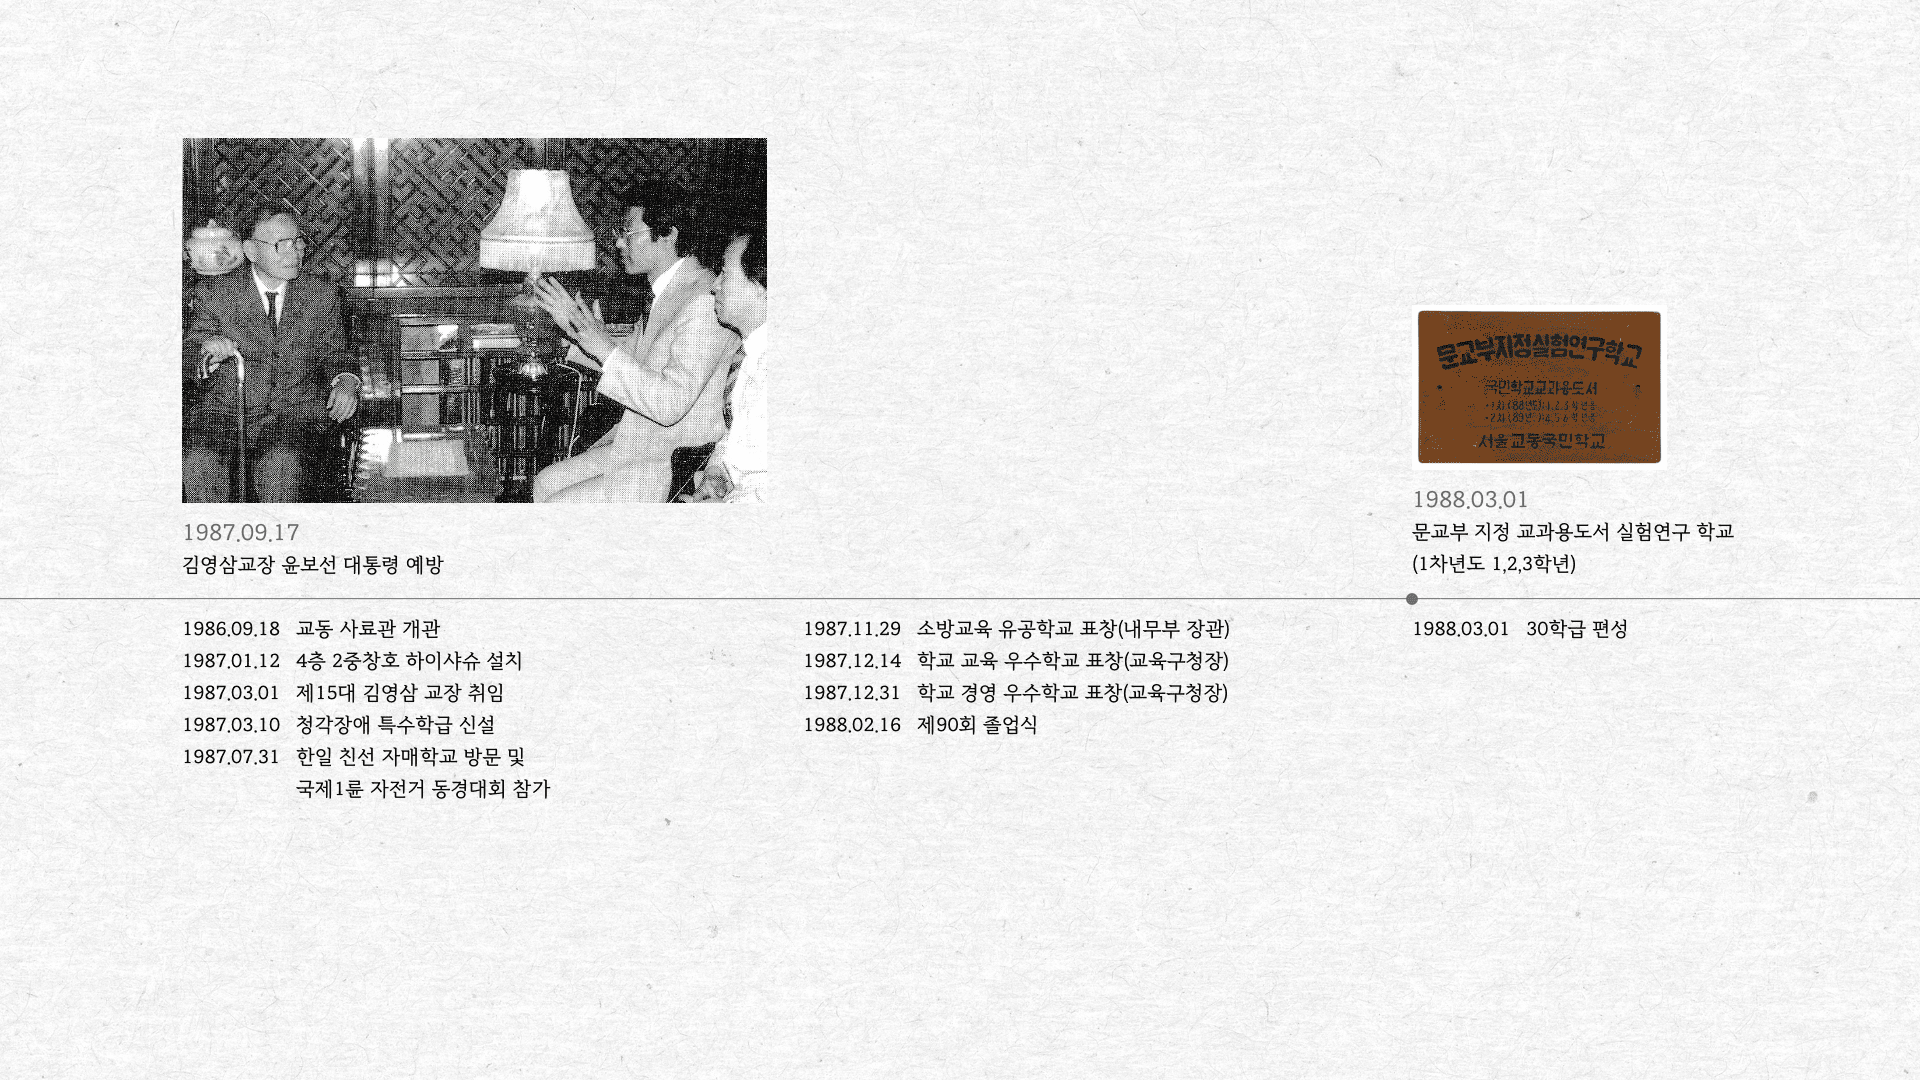 문교부지정실험연구학교
국민학교교과용도서
서울교동국민학교
1987.09.17
김영삼교장 윤보선 대통령 예방
1988.03.01
문교부 지정 교과용도서 실험연구 학교
(1차년도 1,2,3학년)
1986.09.18 교동 사료관 개관
1987.01.12 4층 2중창호 하이샤슈 설치
1987.03.01 제15대 김영삼 교장 취임
1987.03.10 청각장애 특수학급 신설
1987.07.31 한일 친선 자매학교 방문 및
국제1륜 자전거 동경대회 참가
1987.11.29 소방교육 유공학교 표창(내무부 장관)
1987.12.14 학교 교육 우수학교 표창(교육구청장)
1987.12.31 학교 경영 우수학교 표창(교육구청장)
1988.02.16 제90회 졸업식
1988.03.01 30학급 편성